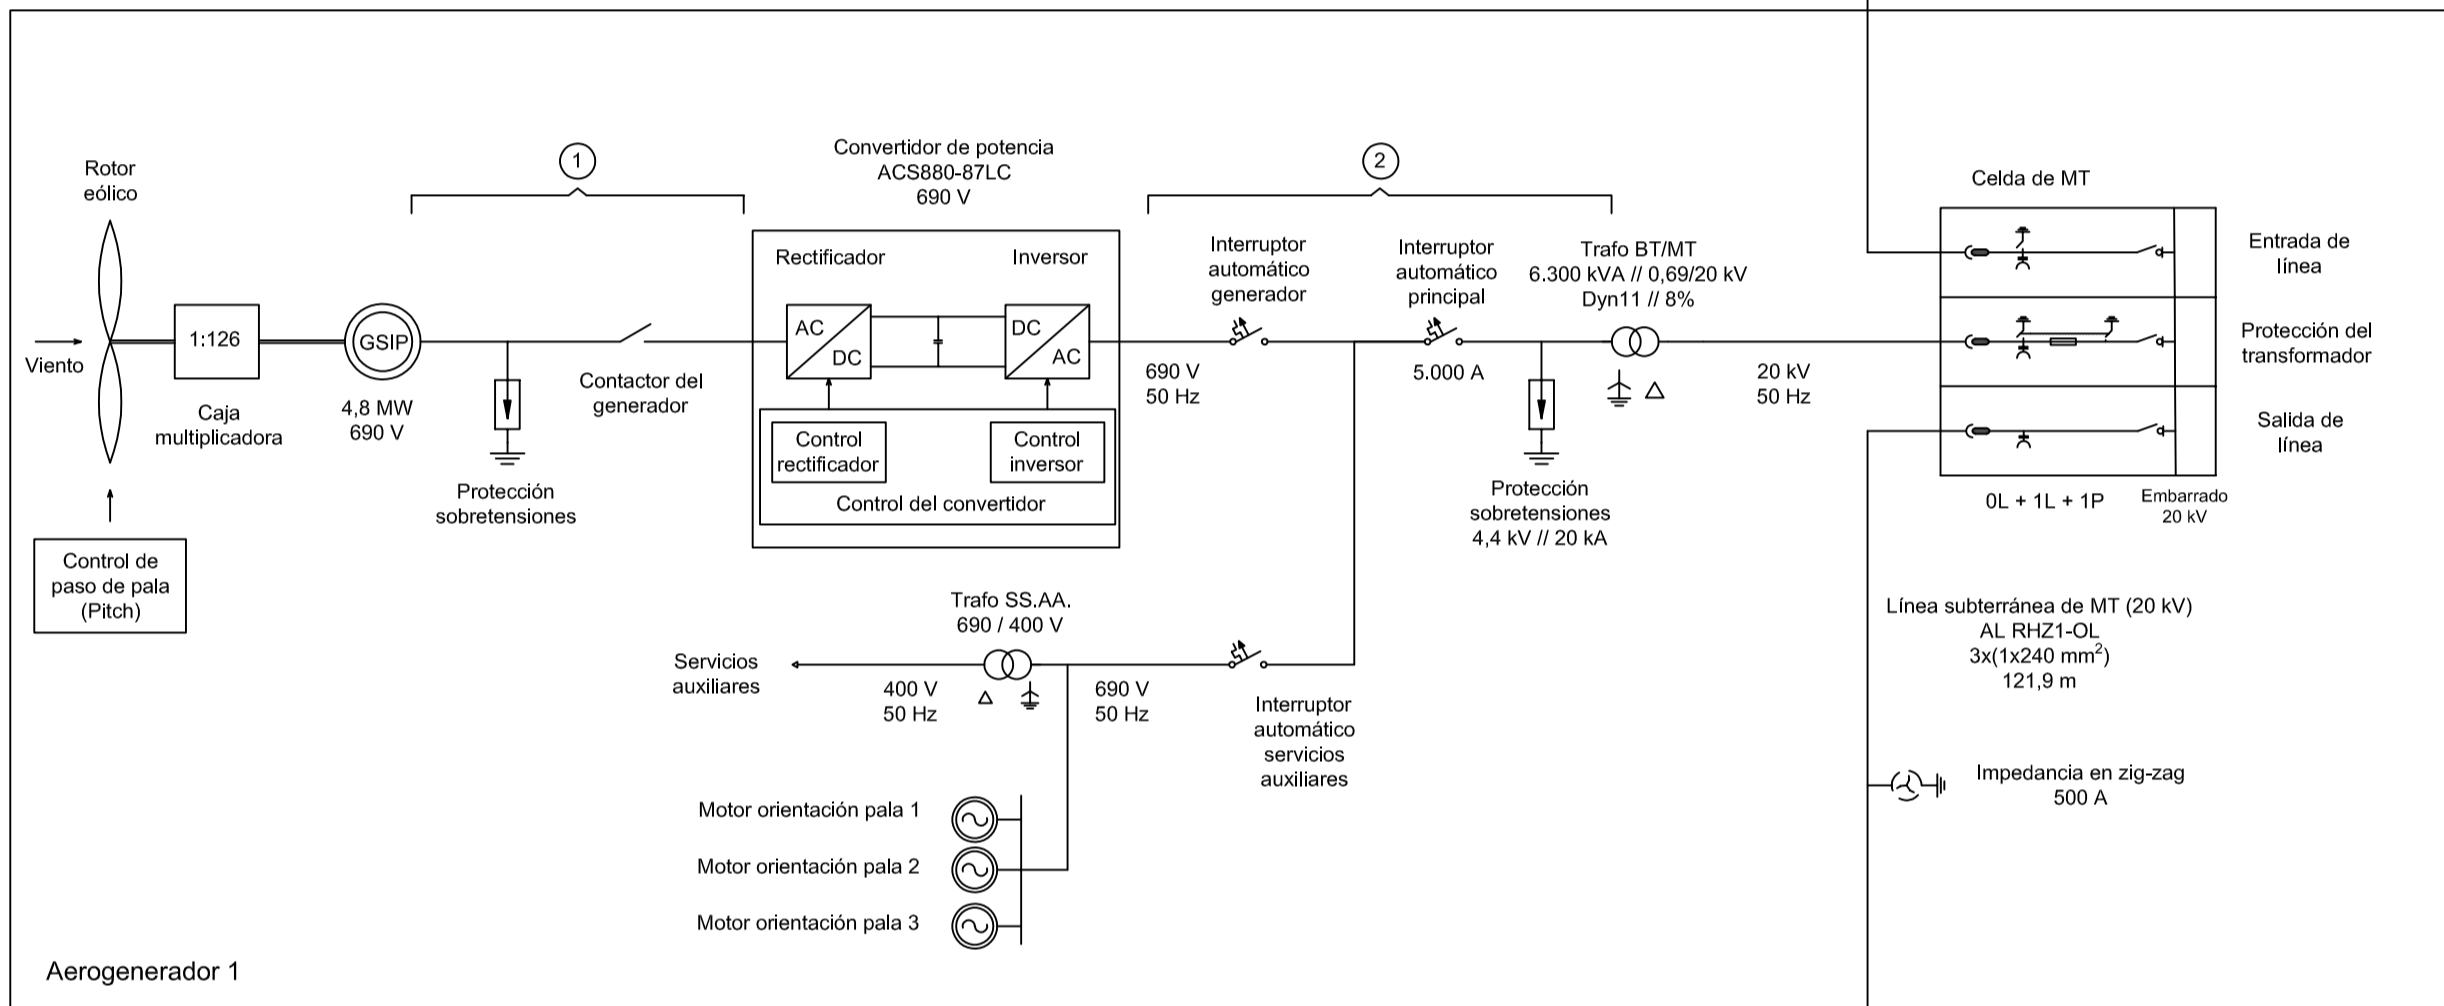 Rotor
eólico
Viento
1:126
Caja
multiplicadora
GSIP
4,8 MW
690 V
Control de
paso de pala
(Pitch)
1
Protección
sobretensiones
Contactor del
generador
Convertidor de potencia
ACS880-87LC
690 V
Rectificador
Inversor
AC
DC
DC
AC
Control
rectificador
Control
inversor
Control del convertidor
2
690 V
50 Hz
Interruptor
automático
generador
Interruptor
automático
principal
5.000 A
Trafo BT/MT
6.300 kVA // 0,69/20 kV
Dyn11 // 8%
Protección
sobretensiones
4,4 kV // 20 kA
20 kV
50 Hz
Celda de MT
Entrada de
línea
Protección del
transformador
Salida de
línea
0L + 1L + 1P
Embarrado
20 kV
Trafo SS.AA.
690 / 400 V
Servicios
auxiliares
400 V
50 Hz
690 V
50 Hz
Interruptor
automático
servicios
auxiliares
Motor orientación pala 1
Motor orientación pala 2
Motor orientación pala 3
Línea subterránea de MT (20 kV)
AL RHZ1-OL
3x(1x240 mm²)
121,9 m
Impedancia en zig-zag
500 A
Aerogenerador 1